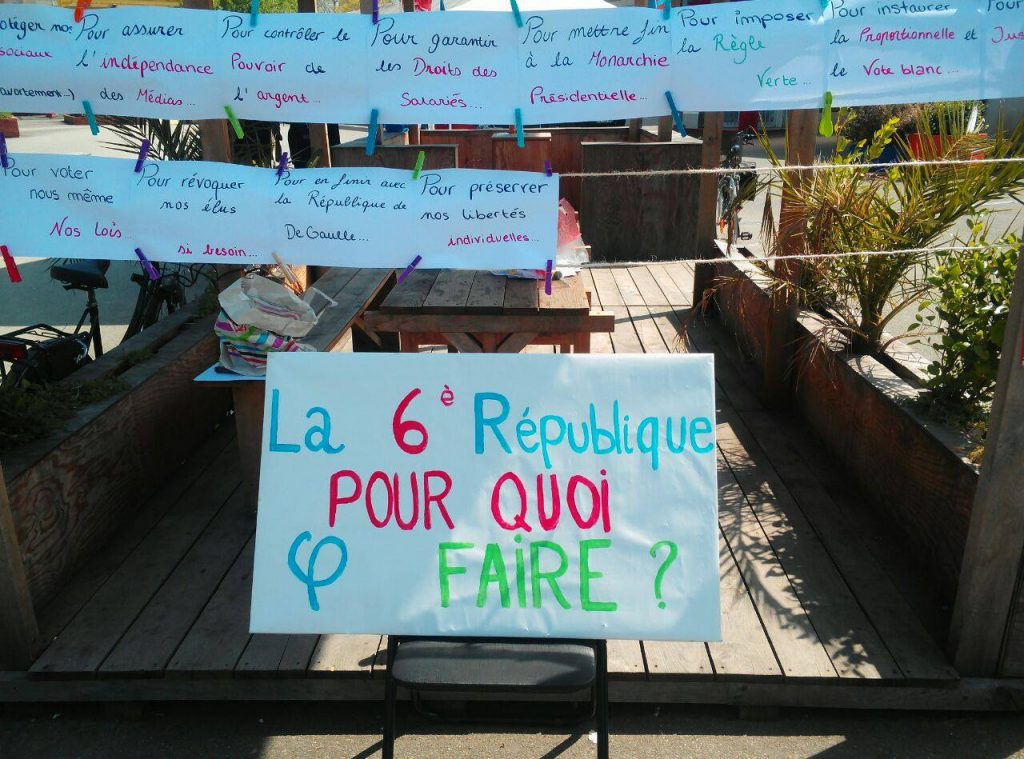 protéger nos
sociaux
(avortement...)
Pour assurer
l'indépendance
des Médias...
Pour contrôler le
Pouvoir de
l'argent...
Pour garantir
les Droits des
Salariés...
Pour mettre fin
à la Monarchie
Présidentielle...
Pour imposer
la Règle
Verte...
Pour instaurer
la Proportionnelle et
le Vote blanc...
Pour
Jus
Pour voter
nous même
Nos lois...
Pour révoquer
nos élus
si besoin...
Pour en finir avec
la République de
De Gaulle...
Pour préserver
nos libertés
individuelles...
La 6è République
POUR QUOI
φ FAIRE ?